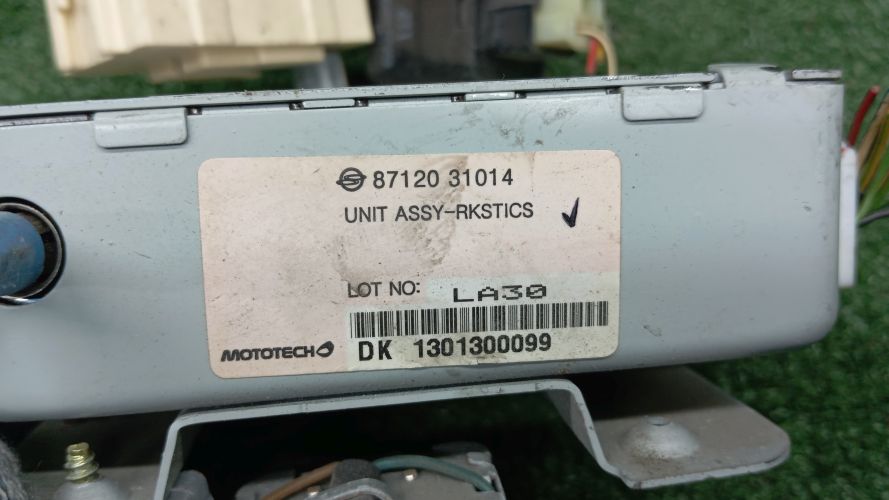 87120 31014
UNIT ASSY-RKSTICS
LOT NO: LA30
MOTOTECH
DK 1301300099